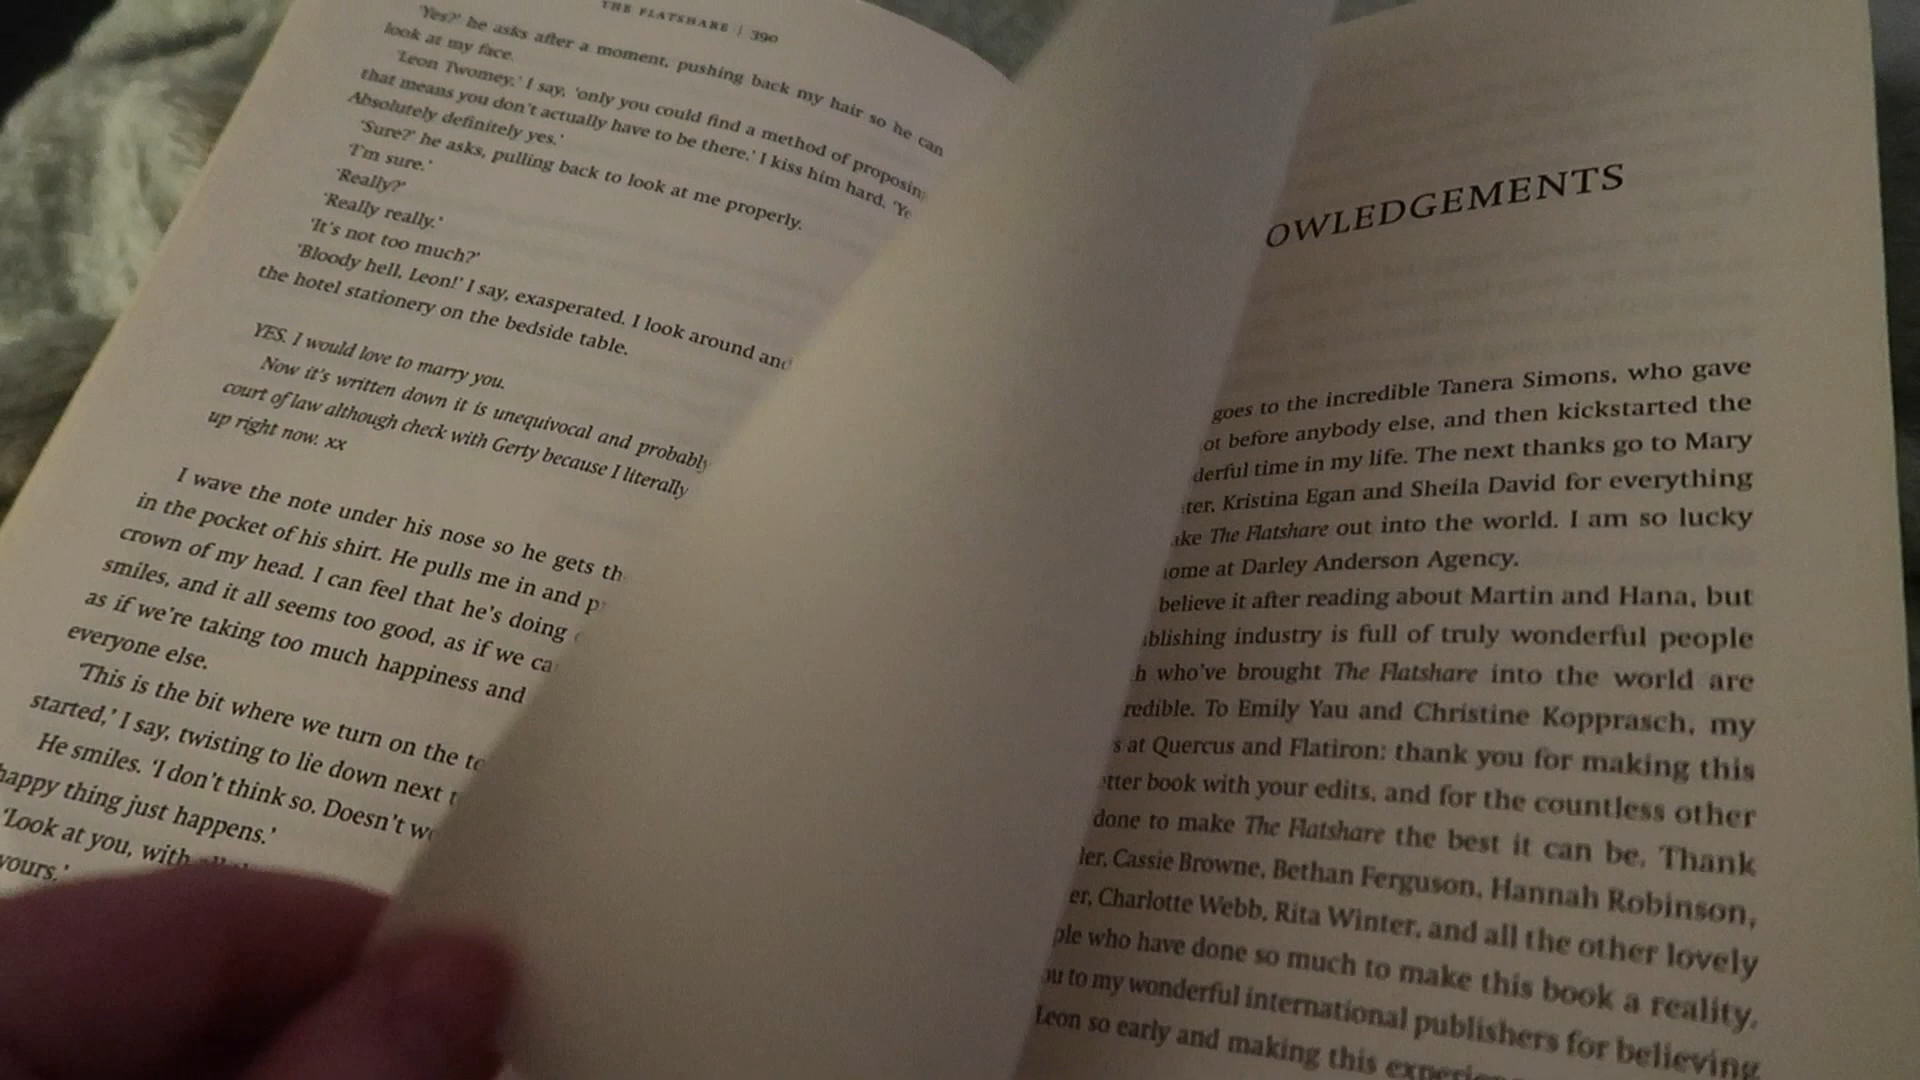 THE FLATSHARE | 390
'Yes?' he asks after a moment, pushing back my hair so he can
look at my face.
'Leon Twomey,' I say, 'only you could find a method of proposin
that means you don't actually have to be there.' I kiss him hard. 'Ye
Absolutely definitely yes.'
'Sure?' he asks, pulling back to look at me properly.
'I'm sure.'
'Really?'
'Really really.'
'It's not too much?'
'Bloody hell, Leon!' I say, exasperated. I look around and
the hotel stationery on the bedside table.
YES. I would love to marry you.
Now it's written down it is unequivocal and probably
court of law although check with Gerty because I literally
up right now. xx
I wave the note under his nose so he gets th
in the pocket of his shirt. He pulls me in and p
crown of my head. I can feel that he's doing
smiles, and it all seems too good, as if we ca
as if we're taking too much happiness and
everyone else.
'This is the bit where we turn on the te
started,' I say, twisting to lie down next t
He smiles. 'I don't think so. Doesn't wo
happy thing just happens.'
'Look at you, with all
yours.'
OWLEDGEMENTS
goes to the incredible Tanera Simons, who gave
ot before anybody else, and then kickstarted the
derful time in my life. The next thanks go to Mary
ter, Kristina Egan and Sheila David for everything
ake The Flatshare out into the world. I am so lucky
ome at Darley Anderson Agency.
believe it after reading about Martin and Hana, but
blishing industry is full of truly wonderful people
h who've brought The Flatshare into the world are
redible. To Emily Yau and Christine Kopprasch, my
s at Quercus and Flatiron: thank you for making this
etter book with your edits, and for the countless other
done to make The Flatshare the best it can be. Thank
ler, Cassie Browne, Bethan Ferguson, Hannah Robinson,
er, Charlotte Webb, Rita Winter, and all the other lovely
ple who have done so much to make this book a reality.
ou to my wonderful international publishers for believing
Leon so early and making this